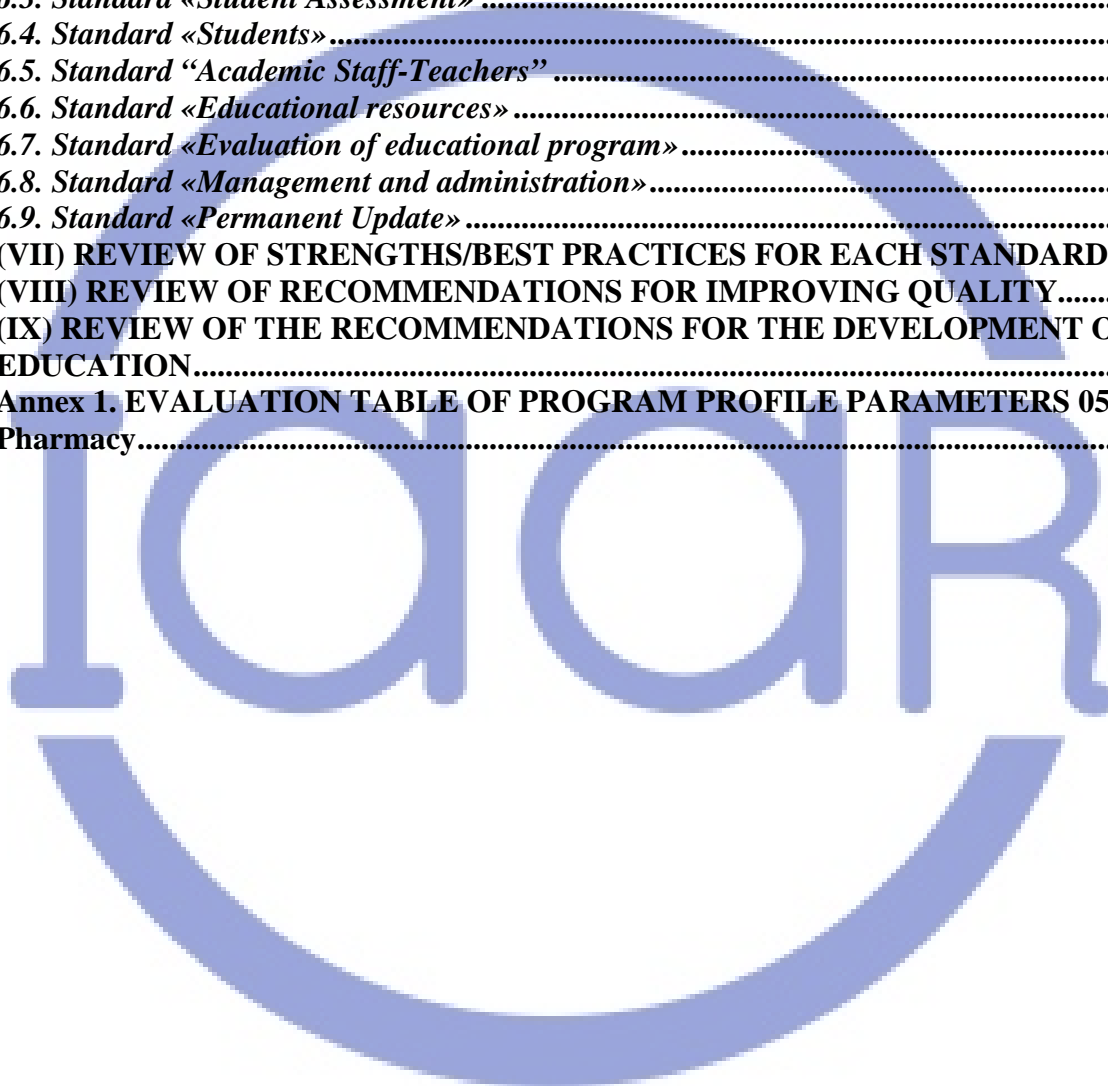 6.3. Standard «Student Assessment» ........................................................
6.4. Standard «Students» ........................................................
6.5. Standard “Academic Staff-Teachers” ........................................................
6.6. Standard «Educational resources» ........................................................
6.7. Standard «Evaluation of educational program» ........................................................
6.8. Standard «Management and administration» ........................................................
6.9. Standard «Permanent Update» ........................................................
(VII) REVIEW OF STRENGTHS/BEST PRACTICES FOR EACH STANDARD
(VIII) REVIEW OF RECOMMENDATIONS FOR IMPROVING QUALITY.......
(IX) REVIEW OF THE RECOMMENDATIONS FOR THE DEVELOPMENT
EDUCATION........................................................
Annex 1. EVALUATION TABLE OF PROGRAM PROFILE PARAMETERS 05
Pharmacy........................................................
IaaR